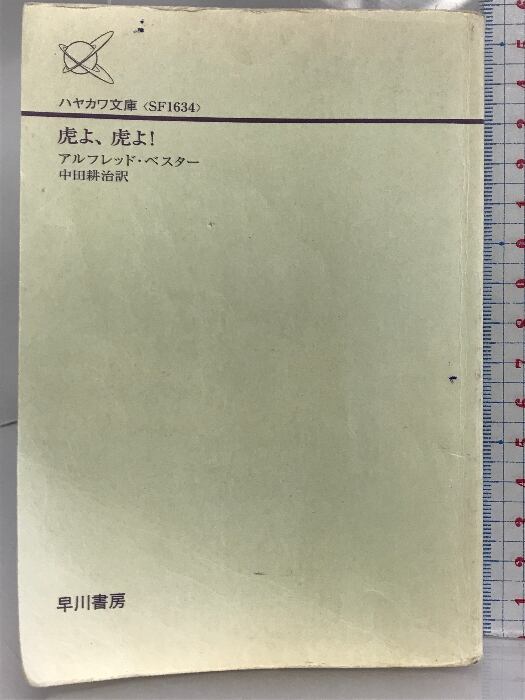 ハヤカワ文庫〈SF1634〉
虎よ、虎よ!
アルフレッド・ベスター
中田耕治訳
早川書房